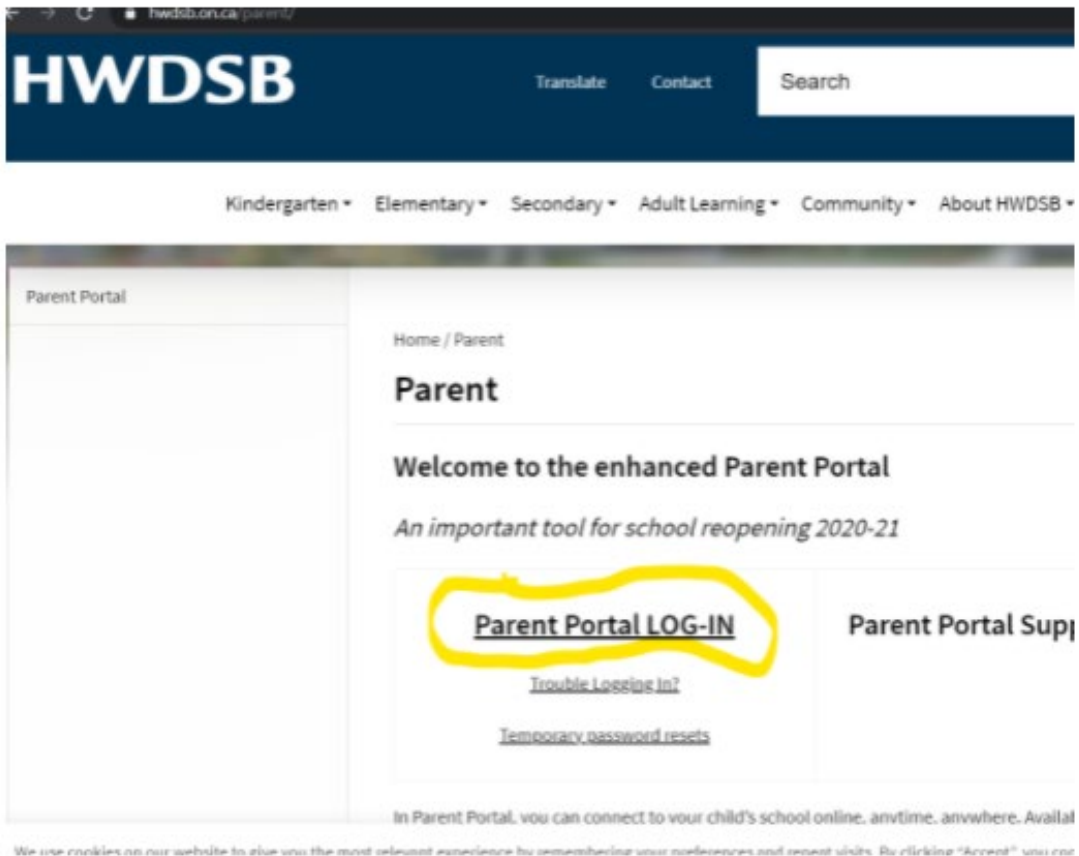 hwdsb.on.ca/parent/
HWDSB
Translate Contact Search
Kindergarten Elementary Secondary Adult Learning Community About HWDSB
Parent Portal
Home / Parent
Parent
Welcome to the enhanced Parent Portal
An important tool for school reopening 2020-21
Parent Portal LOG-IN Parent Portal Supp
Trouble Logging In?
Temporary password resets
In Parent Portal, you can connect to your child's school online, anytime, anywhere. Availab
We use cookies on our website to give you the most relevant experience by remembering your preferences and repeat visits. By clicking "Accept", you